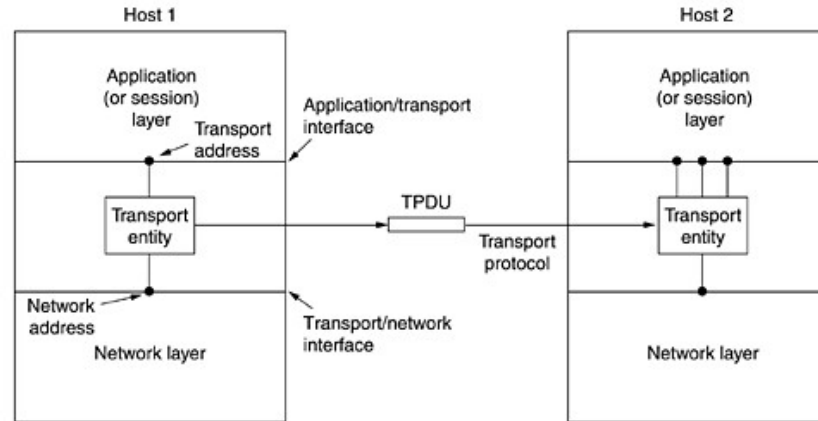 Host 1
Host 2
Application
(or session)
layer
Transport
address
Application/transport
interface
Application
(or session)
layer
Transport
entity
TPDU
Transport
protocol
Transport
entity
Network
address
Transport/network
interface
Network layer
Network layer